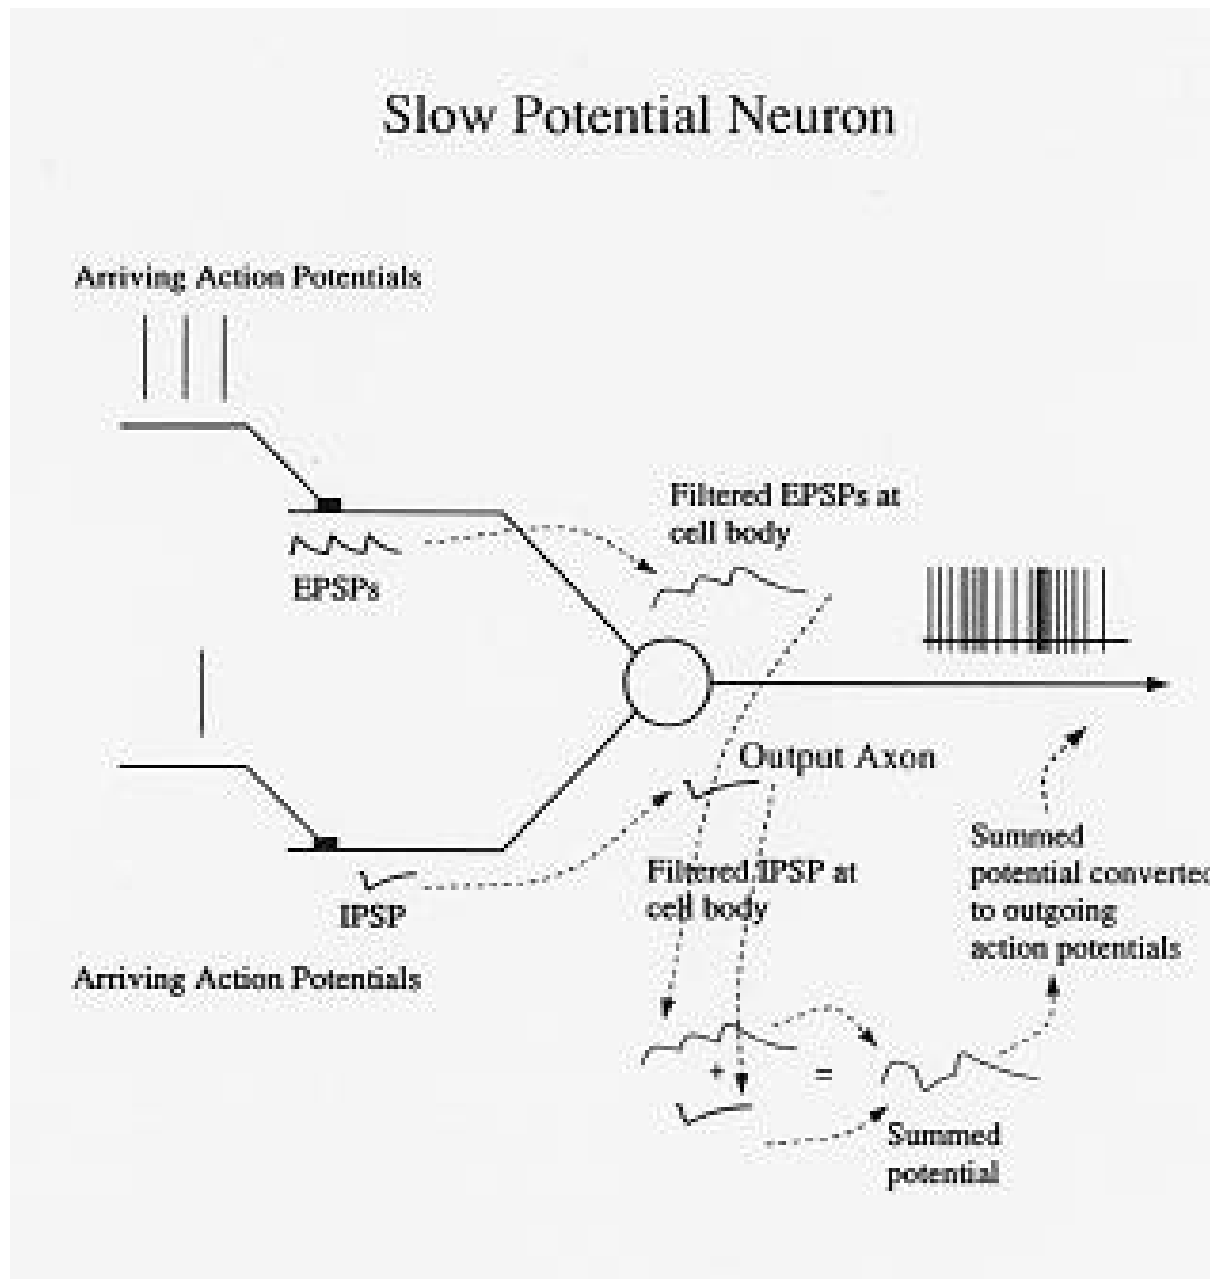 Slow Potential Neuron
Arriving Action Potentials
Filtered EPSPs at
cell body
EPSPs
Output Axon
Summed
potential converted
to outgoing
action potentials
Filtered IPSP at
cell body
IPSP
Arriving Action Potentials
+
=
Summed
potential